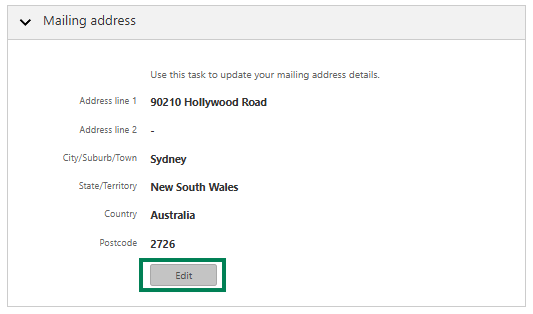 Mailing address
Use this task to update your mailing address details.
Address line 1 90210 Hollywood Road
Address line 2 -
City/Suburb/Town Sydney
State/Territory New South Wales
Country Australia
Postcode 2726
Edit